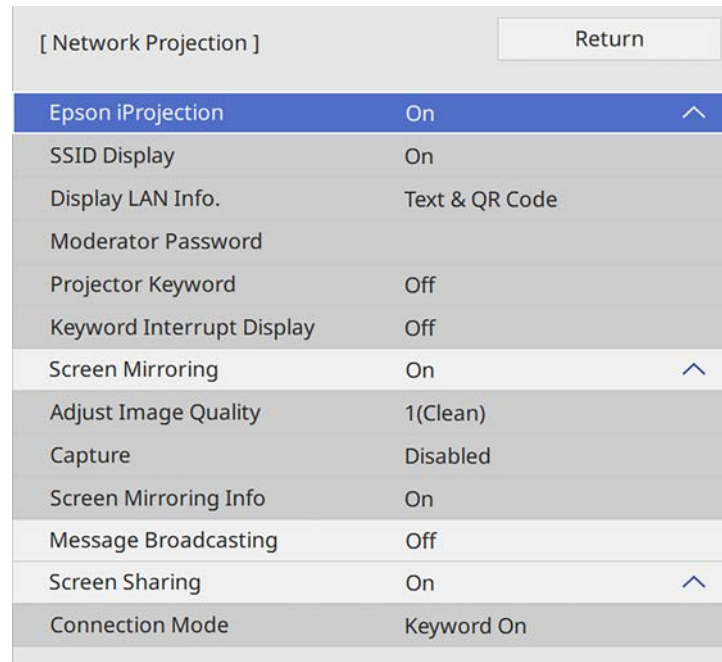 [ Network Projection ] Return
Epson iProjection On
SSID Display On
Display LAN Info. Text & QR Code
Moderator Password
Projector Keyword Off
Keyword Interrupt Display Off
Screen Mirroring On
Adjust Image Quality 1(Clean)
Capture Disabled
Screen Mirroring Info On
Message Broadcasting Off
Screen Sharing On
Connection Mode Keyword On